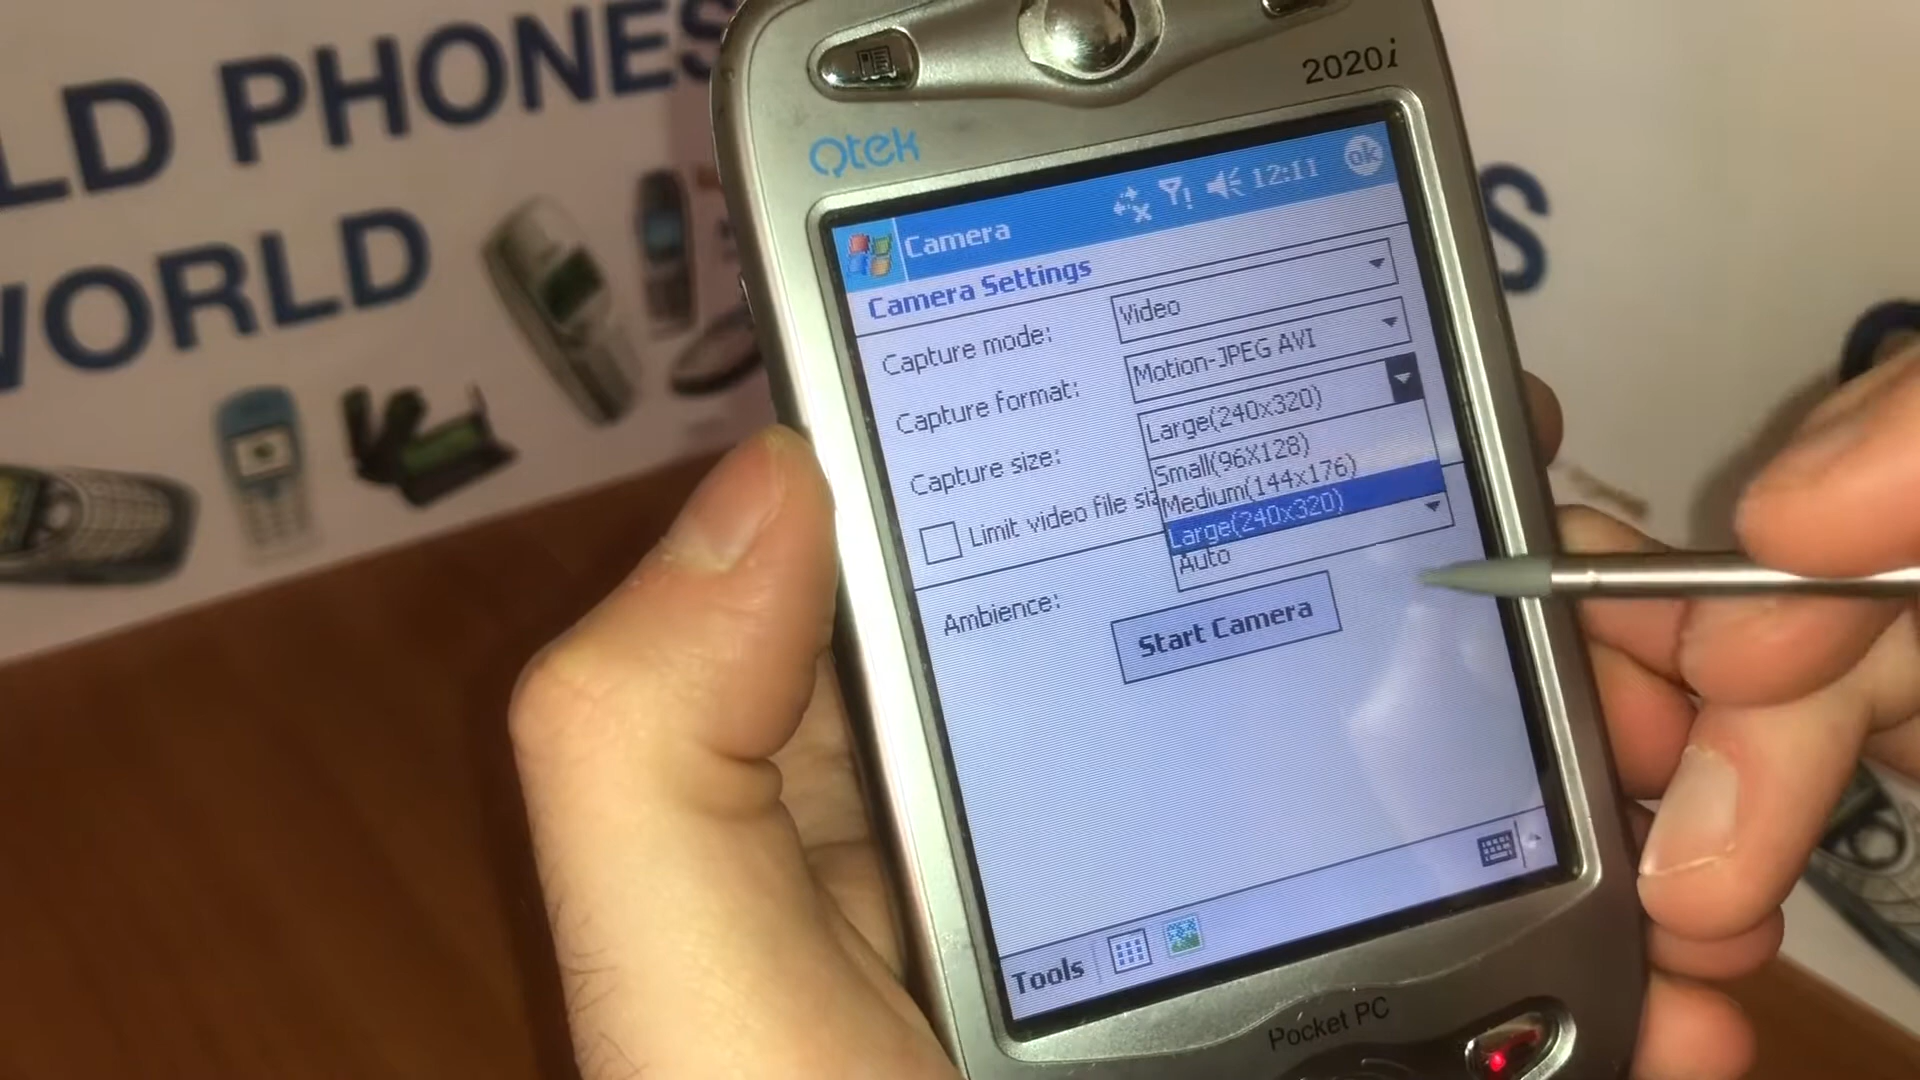 LD PHONES
WORLD
S
2020i
Qtek
Camera 12:11 ok
Camera Settings
Capture mode: Video
Capture format: Motion-JPEG AVI
Capture size: Large(240x320)
Small(96X128)
Medium(144x176)
Large(240x320)
Limit video file siz
Ambience: Auto
Start Camera
Tools
Pocket PC